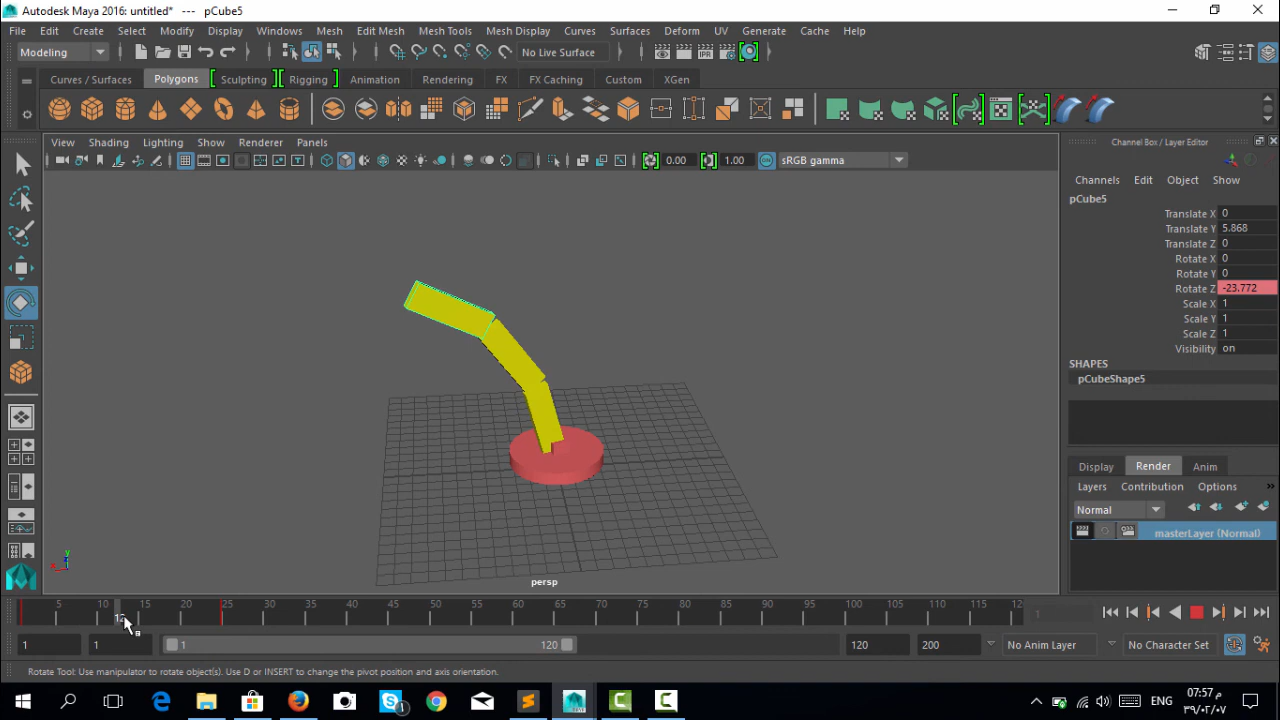 Autodesk Maya 2016: untitled* --- pCube5
File Edit Create Select Modify Display Windows Mesh Edit Mesh Mesh Tools Mesh Display Curves Surfaces Deform UV Generate Cache Help
Modeling No Live Surface
Curves / Surfaces Polygons Sculpting Rigging Animation Rendering FX FX Caching Custom XGen
View Shading Lighting Show Renderer Panels
0.00 1.00 sRGB gamma
persp
Channel Box / Layer Editor
Channels Edit Object Show
pCube5
Translate X 0
Translate Y 5.868
Translate Z 0
Rotate X 0
Rotate Y 0
Rotate Z -23.772
Scale X 1
Scale Y 1
Scale Z 1
Visibility on
SHAPES
pCubeShape5
Display Render Anim
Layers Contribution Options
Normal
masterLayer (Normal)
5 10 15 20 25 30 35 40 45 50 55 60 65 70 75 80 85 90 95 100 105 110 115 12
12 1
1 1 1 120 120 200 No Anim Layer No Character Set
Rotate Tool: Use manipulator to rotate object(s). Use D or INSERT to change the pivot position and axis orientation.
ENG
07:57 م
٣٩/٠٢/٠٧